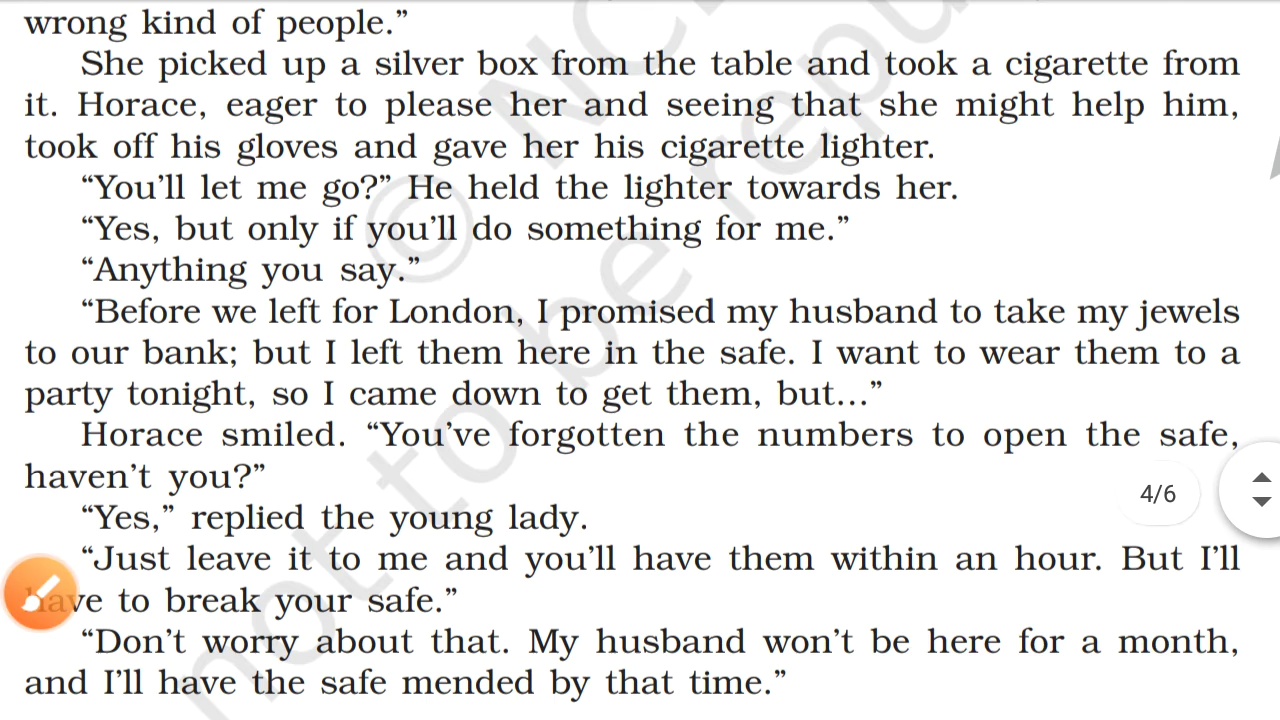 wrong kind of people.”
She picked up a silver box from the table and took a cigarette from
it. Horace, eager to please her and seeing that she might help him,
took off his gloves and gave her his cigarette lighter.
“You’ll let me go?” He held the lighter towards her.
“Yes, but only if you’ll do something for me.”
“Anything you say.”
“Before we left for London, I promised my husband to take my jewels
to our bank; but I left them here in the safe. I want to wear them to a
party tonight, so I came down to get them, but...”
Horace smiled. “You’ve forgotten the numbers to open the safe,
haven’t you?”
“Yes,” replied the young lady.
4/6
“Just leave it to me and you’ll have them within an hour. But I’ll
have to break your safe.”
“Don’t worry about that. My husband won’t be here for a month,
and I’ll have the safe mended by that time.”
© NC
not to be repu